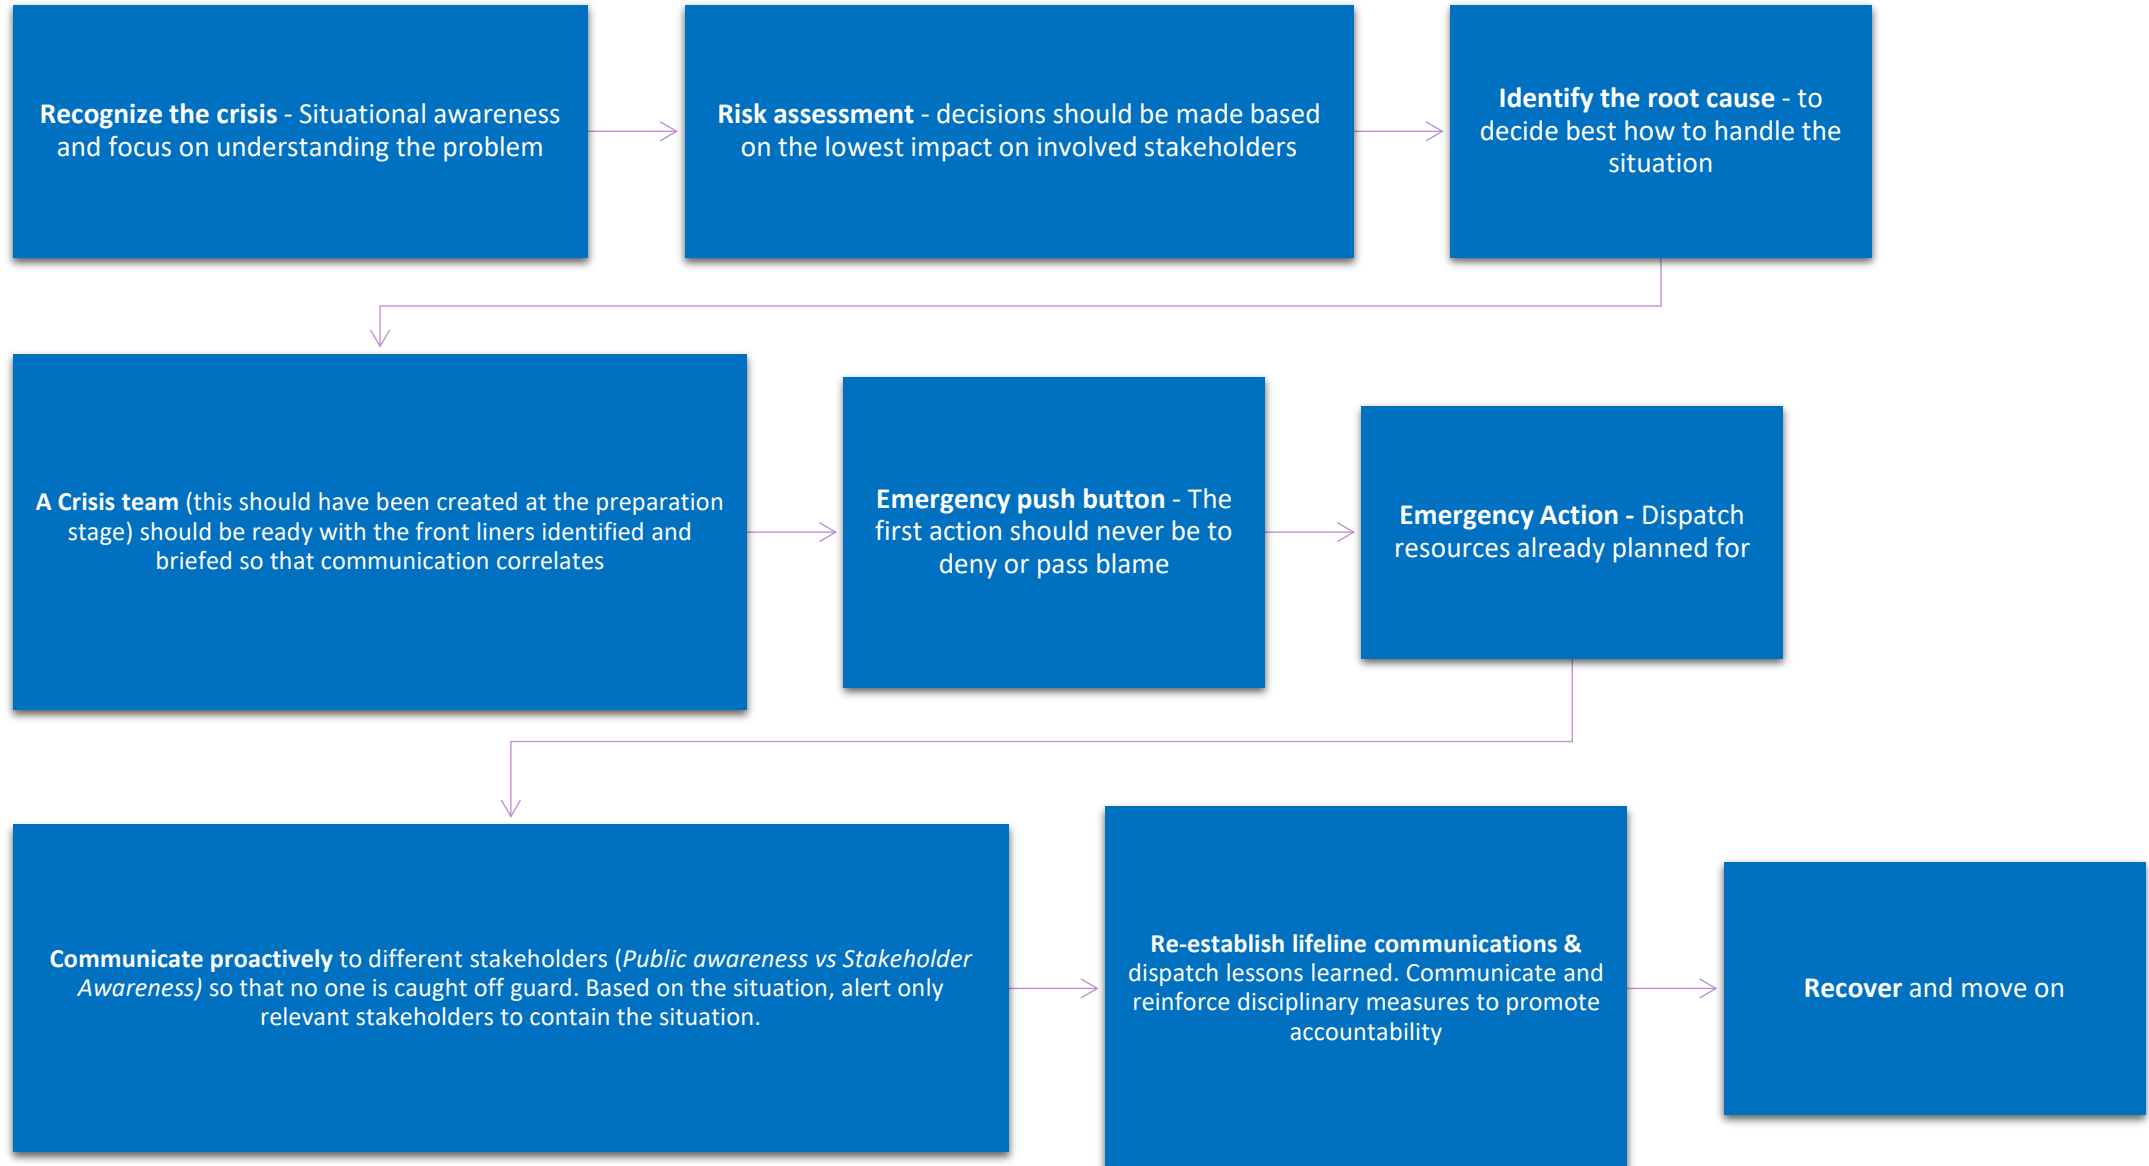 Recognize the crisis - Situational awareness
and focus on understanding the problem
Risk assessment - decisions should be made based
on the lowest impact on involved stakeholders
Identify the root cause - to
decide best how to handle the
situation
A Crisis team (this should have been created at the preparation
stage) should be ready with the front liners identified and
briefed so that communication correlates
Emergency push button - The
first action should never be to
deny or pass blame
Emergency Action - Dispatch
resources already planned for
Communicate proactively to different stakeholders (Public awareness vs Stakeholder
Awareness) so that no one is caught off guard. Based on the situation, alert only
relevant stakeholders to contain the situation.
Re-establish lifeline communications &
dispatch lessons learned. Communicate and
reinforce disciplinary measures to promote
accountability
Recover and move on